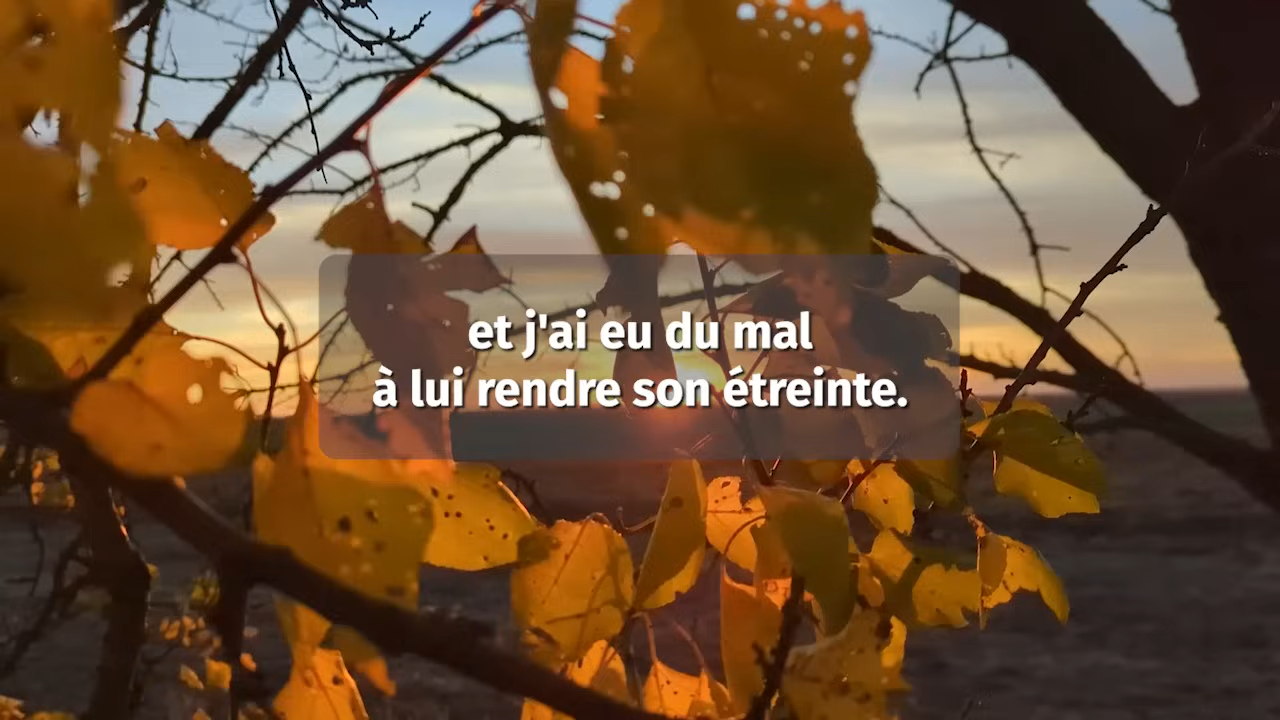 et j'ai eu du mal
à lui rendre son étreinte.